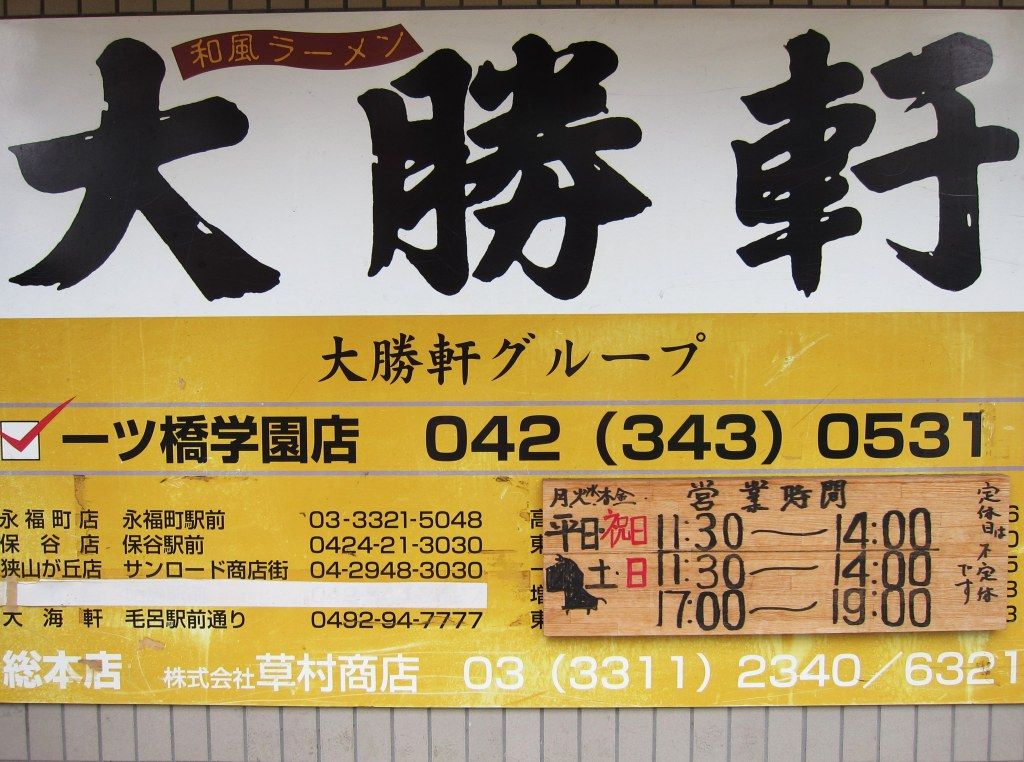 和風ラーメン
大勝軒
大勝軒グループ
一ツ橋学園店 042（343）0531
永福町店 永福町駅前 03-3321-5048
保谷店 保谷駅前 0424-21-3030
狭山が丘店 サンロード商店街 04-2948-3030
大海軒 毛呂駅前通り 0492-94-7777
総本店 株式会社草村商店 03（3311）2340／6321
月火水木金 営業時間
平日・祝日 11:30〜14:00
土・日 11:30〜14:00
17:00〜19:00
定休日は
不定休
です